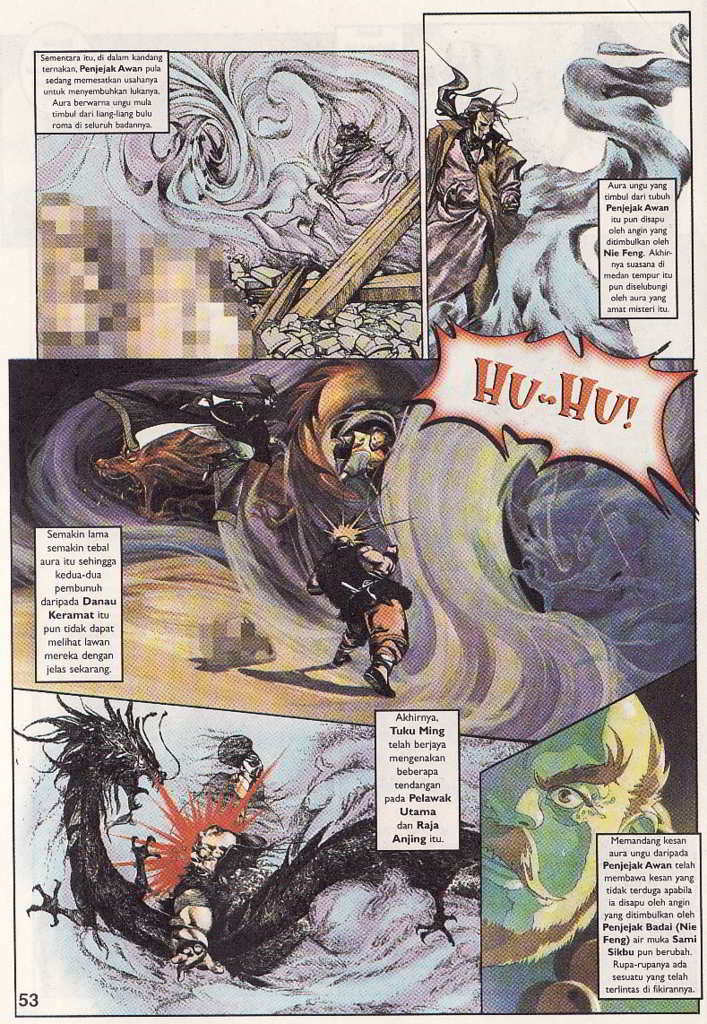 Sementara itu, di dalam kandang
ternakan, Penjejak Awan pula
sedang memesatkan usahanya
untuk menyembuhkan lukanya.
Aura berwarna ungu mula
timbul dari liang-liang bulu
roma di seluruh badannya.
Aura ungu yang
timbul dari tubuh
Penjejak Awan
itu pun disapu
oleh angin yang
ditimbulkan oleh
Nie Feng. Akhir-
nya suasana di
medan tempur itu
pun diselubungi
oleh aura yang
amat misteri itu.
HU~HU!
Semakin lama
semakin tebal
aura itu sehingga
kedua-dua
pembunuh
daripada Danau
Keramat itu
pun tidak dapat
melihat lawan
mereka dengan
jelas sekarang.
Akhirnya,
Tuku Ming
telah berjaya
mengenakan
beberapa
tendangan
pada Pelawak
Utama
dan Raja
Anjing itu.
Memandang kesan
aura ungu daripada
Penjejak Awan telah
membawa kesan yang
tidak terduga apabila
ia disapu oleh angin
yang ditimbulkan oleh
Penjejak Badai (Nie
Feng) air muka Sami
Sikbu pun berubah.
Rupa-rupanya ada
sesuatu yang telah
terlintas di fikirannya.
53